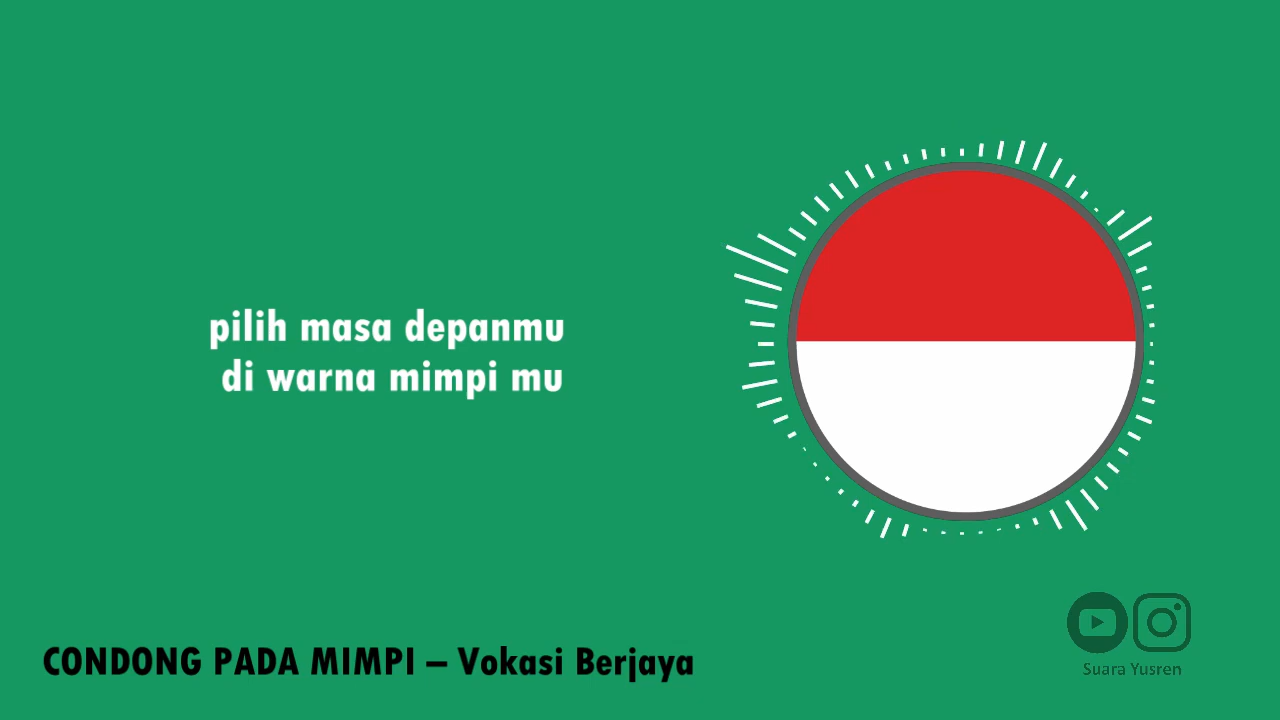 pilih masa depanmu
di warna mimpi mu
CONDONG PADA MIMPI – Vokasi Berjaya
Suara Yusren